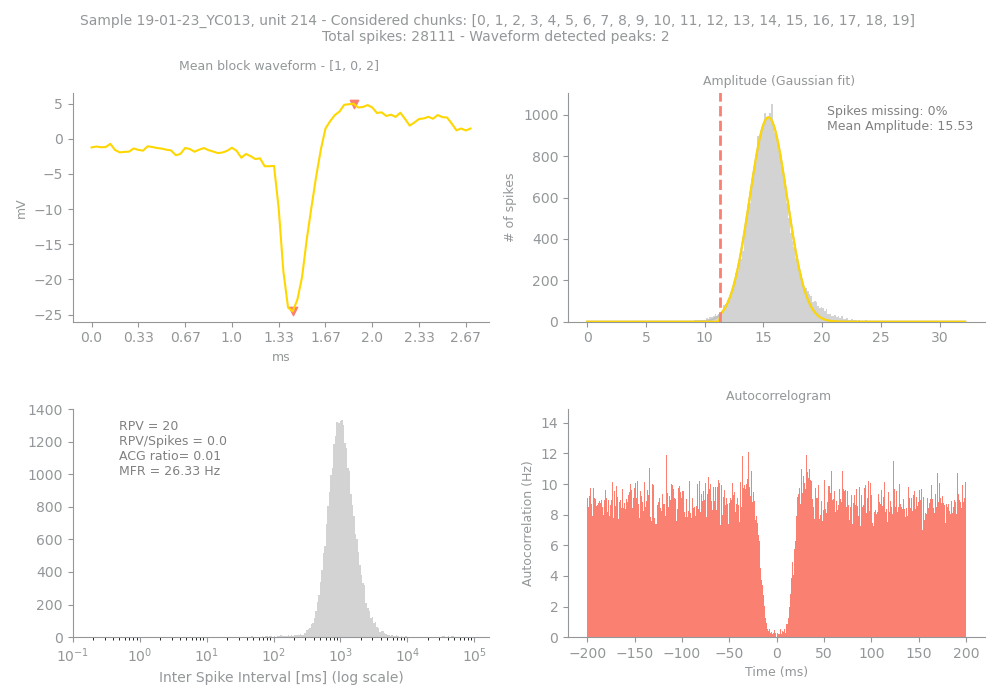 Sample 19-01-23_YC013, unit 214 - Considered chunks: [0, 1, 2, 3, 4, 5, 6, 7, 8, 9, 10, 11, 12, 13, 14, 15, 16, 17, 18, 19]
Total spikes: 28111 - Waveform detected peaks: 2
Mean block waveform - [1, 0, 2]
5
0
−5
−10
−15
−20
−25
mV
0.0 0.33 0.67 1.0 1.33 1.67 2.0 2.33 2.67
ms
Amplitude (Gaussian fit)
Spikes missing: 0%
Mean Amplitude: 15.53
1000
800
600
400
200
0
# of spikes
0 5 10 15 20 25 30
1400
1200
1000
800
600
400
200
0
RPV = 20
RPV/Spikes = 0.0
ACG ratio= 0.01
MFR = 26.33 Hz
10⁻¹ 10⁰ 10¹ 10² 10³ 10⁴ 10⁵
Inter Spike Interval [ms] (log scale)
Autocorrelogram
14
12
10
8
6
4
2
0
Autocorrelation (Hz)
−200 −150 −100 −50 0 50 100 150 200
Time (ms)